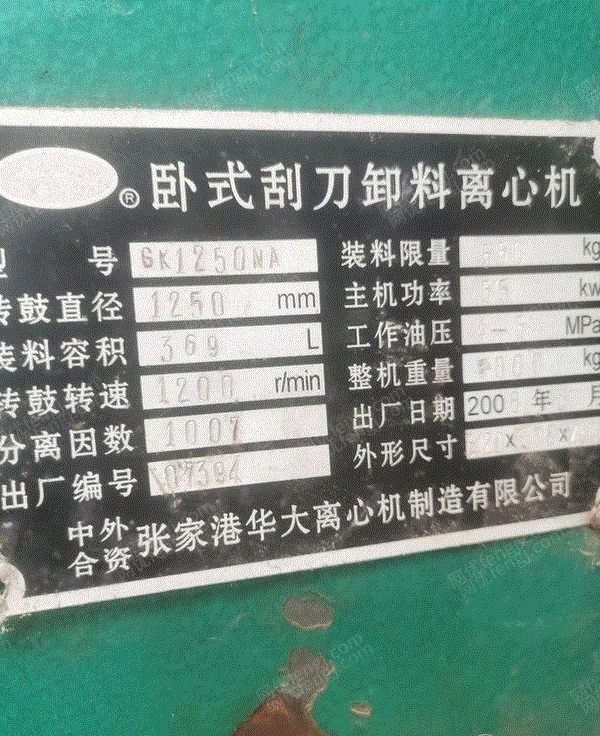 ® 卧式刮刀卸料离心机
型 号 GK1250NA 装料限量 kg
转鼓直径 1250 mm 主机功率 55 kw
装料容积 369 L 工作油压 MPa
转鼓转速 1200 r/min 整机重量 kg
分离因数 1007 出厂日期 200 年 月
出厂编号 外形尺寸 x x
中外合资 张家港华大离心机制造有限公司